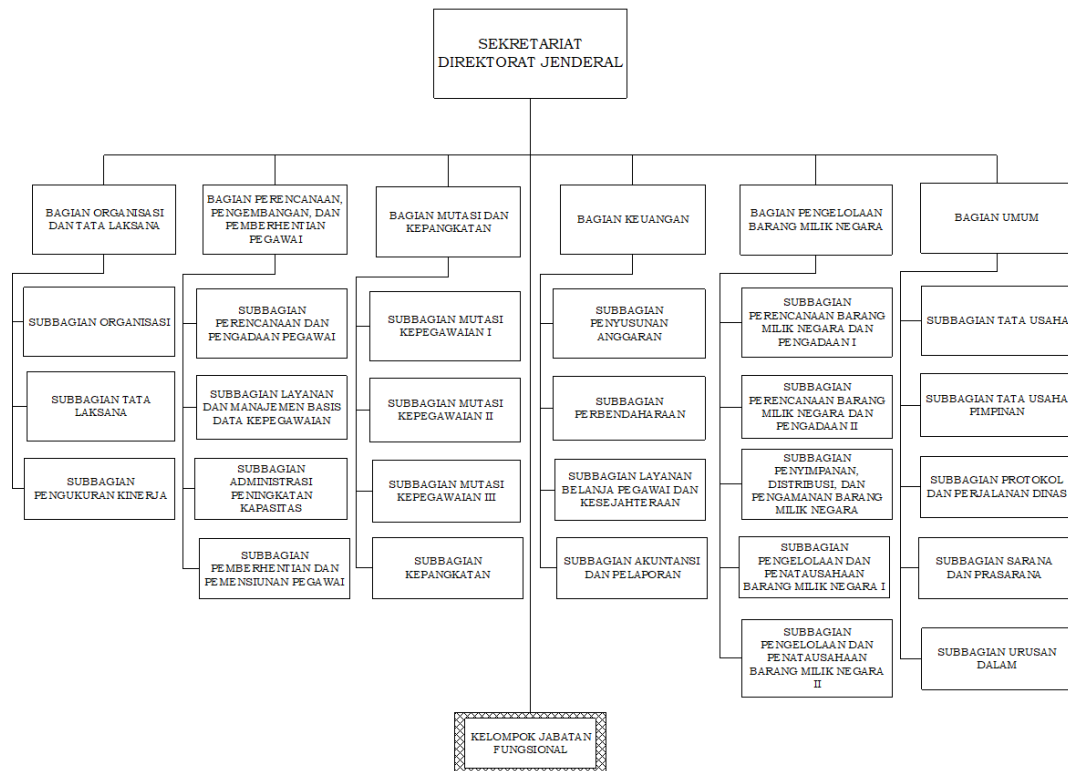 SEKRETARIAT
DIREKTORAT JENDERAL
BAGIAN ORGANISASI
DAN TATA LAKSANA
BAGIAN PERENCANAAN,
PENGEMBANGAN, DAN
PEMBERHENTIAN
PEGAWAI
BAGIAN MUTASI DAN
KEPANGKATAN
BAGIAN KEUANGAN
BAGIAN PENGELOLAAN
BARANG MILIK NEGARA
BAGIAN UMUM
SUBBAGIAN ORGANISASI
SUBBAGIAN
PERENCANAAN DAN
PENGADAAN PEGAWAI
SUBBAGIAN MUTASI
KEPEGAWAIAN I
SUBBAGIAN
PENYUSUNAN
ANGGARAN
SUBBAGIAN
PERENCANAAN BARANG
MILIK NEGARA DAN
PENGADAAN I
SUBBAGIAN TATA USAHA
SUBBAGIAN TATA
LAKSANA
SUBBAGIAN LAYANAN
DAN MANAJEMEN BASIS
DATA KEPEGAWAIAN
SUBBAGIAN MUTASI
KEPEGAWAIAN II
SUBBAGIAN
PERBENDAHARAAN
SUBBAGIAN
PERENCANAAN BARANG
MILIK NEGARA DAN
PENGADAAN II
SUBBAGIAN TATA USAHA
PIMPINAN
SUBBAGIAN
PENGUKURAN KINERJA
SUBBAGIAN
ADMINISTRASI
PENINGKATAN
KAPASITAS
SUBBAGIAN MUTASI
KEPEGAWAIAN III
SUBBAGIAN LAYANAN
BELANJA PEGAWAI DAN
KESEJAHTERAAN
SUBBAGIAN
PENYIMPANAN,
DISTRIBUSI, DAN
PENGAMANAN BARANG
MILIK NEGARA
SUBBAGIAN PROTOKOL
DAN PERJALANAN DINAS
SUBBAGIAN
PEMBERHENTIAN DAN
PEMENSIUNAN PEGAWAI
SUBBAGIAN
KEPANGKATAN
SUBBAGIAN AKUNTANSI
DAN PELAPORAN
SUBBAGIAN
PENGELOLAAN DAN
PENATAUSAHAAN
BARANG MILIK NEGARA I
SUBBAGIAN SARANA
DAN PRASARANA
SUBBAGIAN
PENGELOLAAN DAN
PENATAUSAHAAN
BARANG MILIK NEGARA
II
SUBBAGIAN URUSAN
DALAM
KELOMPOK JABATAN
FUNGSIONAL